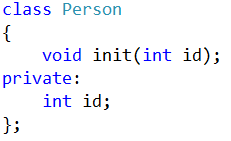 class Person
{
    void init(int id);
private:
    int id;
};